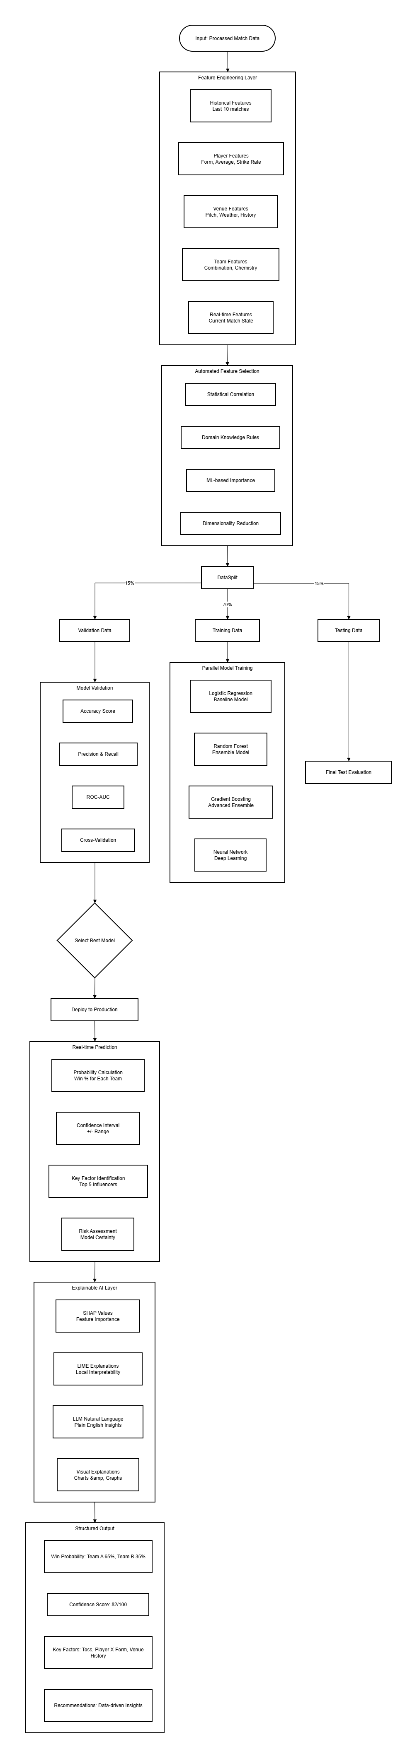 Input: Processed Match Data
Feature Engineering Layer
Historical Features
Last 10 matches
Player Features
Form, Average, Strike Rate
Venue Features
Pitch, Weather, History
Team Features
Combination, Chemistry
Real-time Features
Current Match State
Automated Feature Selection
Statistical Correlation
Domain Knowledge Rules
ML-based Importance
Dimensionality Reduction
DataSplit
15%
70%
15%
Validation Data
Training Data
Testing Data
Model Validation
Accuracy Score
Precision & Recall
ROC-AUC
Cross-Validation
Parallel Model Training
Logistic Regression
Baseline Model
Random Forest
Ensemble Model
Gradient Boosting
Advanced Ensemble
Neural Network
Deep Learning
Final Test Evaluation
Select Best Model
Deploy to Production
Real-time Prediction
Probability Calculation
Win % for Each Team
Confidence Interval
+/- Range
Key Factor Identification
Top 5 Influencers
Risk Assessment
Model Certainty
Explainable AI Layer
SHAP Values
Feature Importance
LIME Explanations
Local Interpretability
LLM Natural Language
Plain English Insights
Visual Explanations
Charts &amp; Graphs
Structured Output
Win Probability: Team A 65%, Team B 35%
Confidence Score: 82/100
Key Factors: Toss, Player X Form, Venue
History
Recommendations: Data-driven Insights